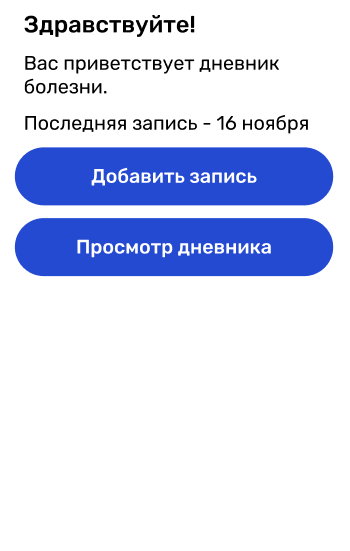 Здравствуйте!
Вас приветствует дневник
болезни.
Последняя запись - 16 ноября
Добавить запись
Просмотр дневника